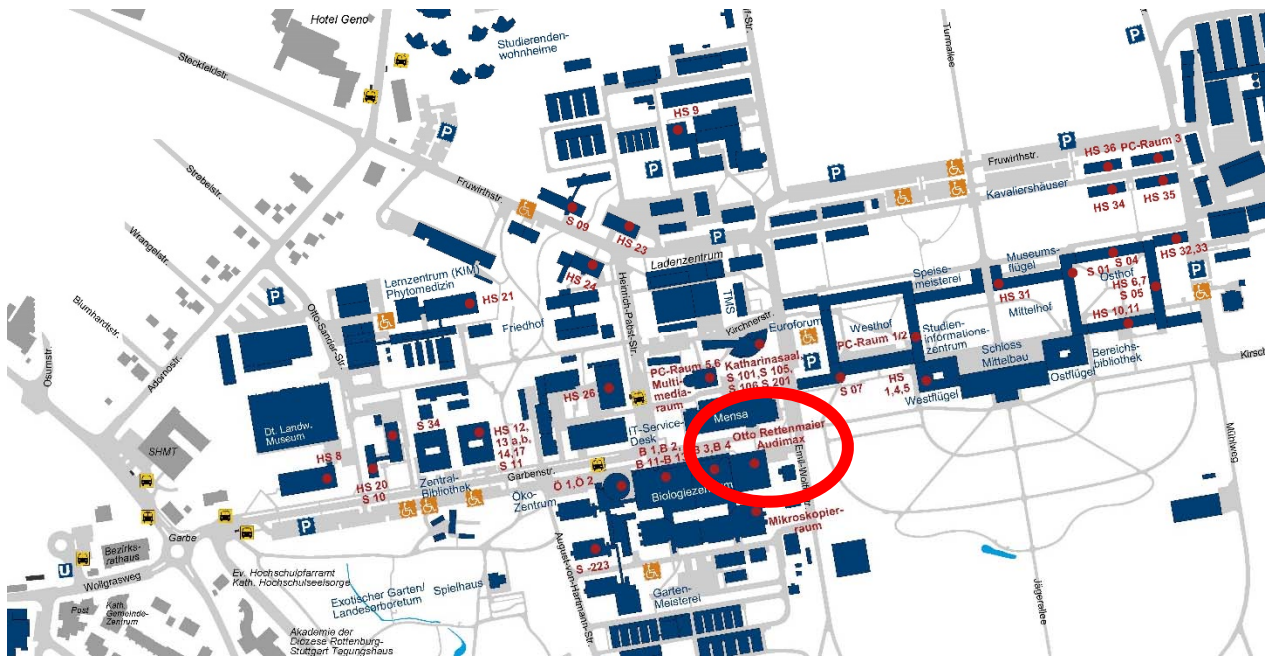 Hotel Geno
Studierenden-
wohnheime
Steckfeldstr.
Turmallee
P
P
HS 9
P
P
P
Fruwirthstr.
HS 36 PC-Raum 3
Strebelstr.
Fruwirthstr.
Kavaliershäuser
HS 34
HS 35
Wrangelstr.
S 09
HS 23
P
Ladenzentrum
Museums-
flügel
S 01
S 04
Osthof
HS 32,33
Speise-
meisterei
HS 6,7
S 05
Lernzentrum (KIM)
Phytomedizin
HS 24
HS 21
TMS
HS 31
Mittelhof
HS 10,11
Blumhardtstr.
P
Otto-Sander-Str.
Friedhof
Heinrich-Pabst-Str.
Kirchnerstr.
Euroforum
Westhof
PC-Raum 1/2
Studien-
informations-
zentrum
Schloss
Mittelbau
Bereichs-
bibliothek
Ostflügel
Osumstr.
Adornostr.
PC-Raum 5,6
Multi-
media-
raum
Katharinasaal,
S 101, S 105,
S 106, S 201
P
S 07
HS
1,4,5
Westflügel
HS 26
Mensa
S 34
HS 12,
13 a,b,
14,17
S 11
IT-Service-
Desk
Otto Rettenmaier
Audimax
Dt. Landw.
Museum
SHMT
HS 8
HS 20
S 10
Zentral-
Bibliothek
Garbenstr.
Ö 1,Ö 2
B 1,B 2,
B 3,B 4
Biologiezentrum
Mühlweg
Öko-
Zentrum
Mikroskopier-
raum
P
Garbe
Bezirks-
rathaus
U
Wollgrasweg
Post
Kath.
Gemeinde-
Zentrum
Ev. Hochschulpfarramt
Kath. Hochschulseelsorge
Exotischer Garten/
Landesarboretum
Spielhaus
August-von-Hartmann-Str.
S -223
Garten-
Meisterei
Jägerallee
Akademie der
Diözese Rottenburg-
Stuttgart Tagungshaus